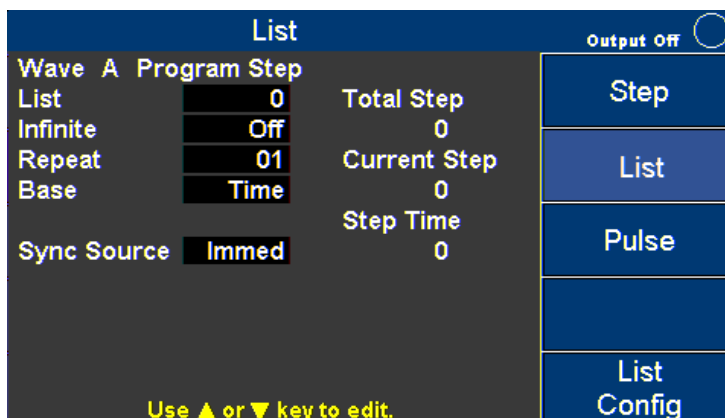 List
Output Off
Wave A Program Step
List 0 Total Step
Infinite Off 0
Repeat 01 Current Step
Base Time 0
Step Time
Sync Source Immed 0
Use ▲ or ▼ key to edit.
Step
List
Pulse
List
Config